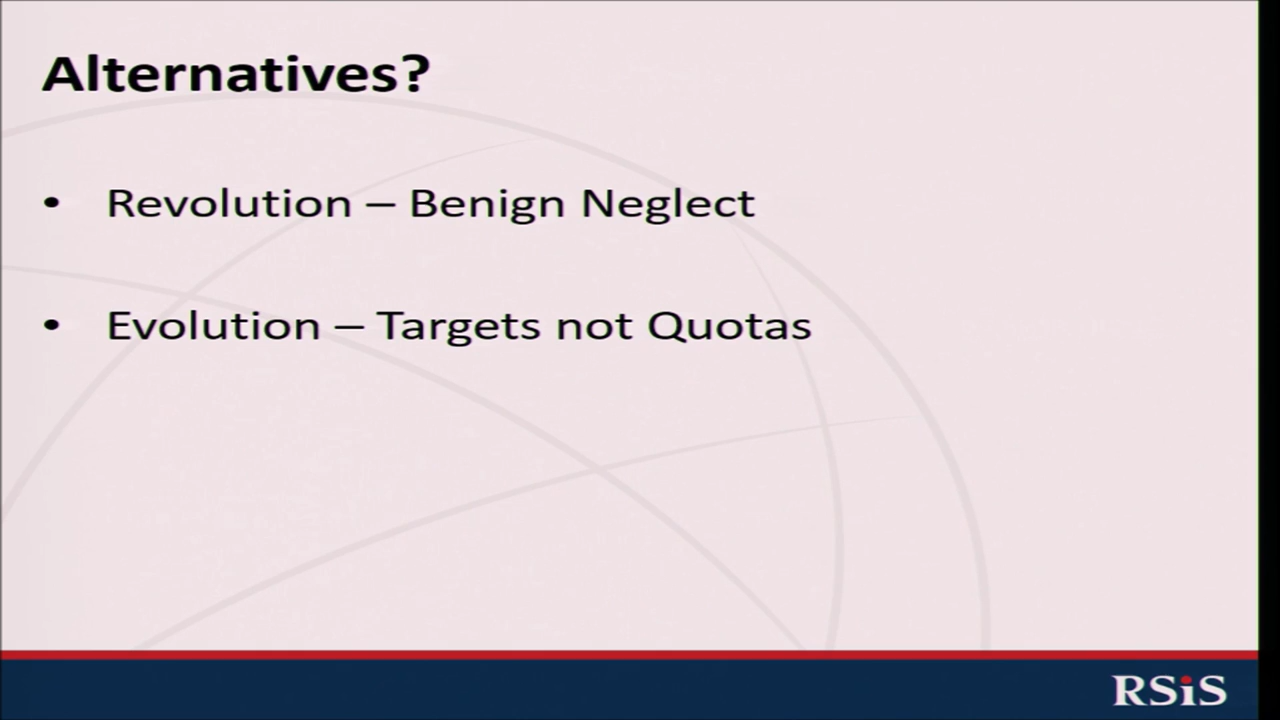 Alternatives?
• Revolution – Benign Neglect
• Evolution – Targets not Quotas
RSiS